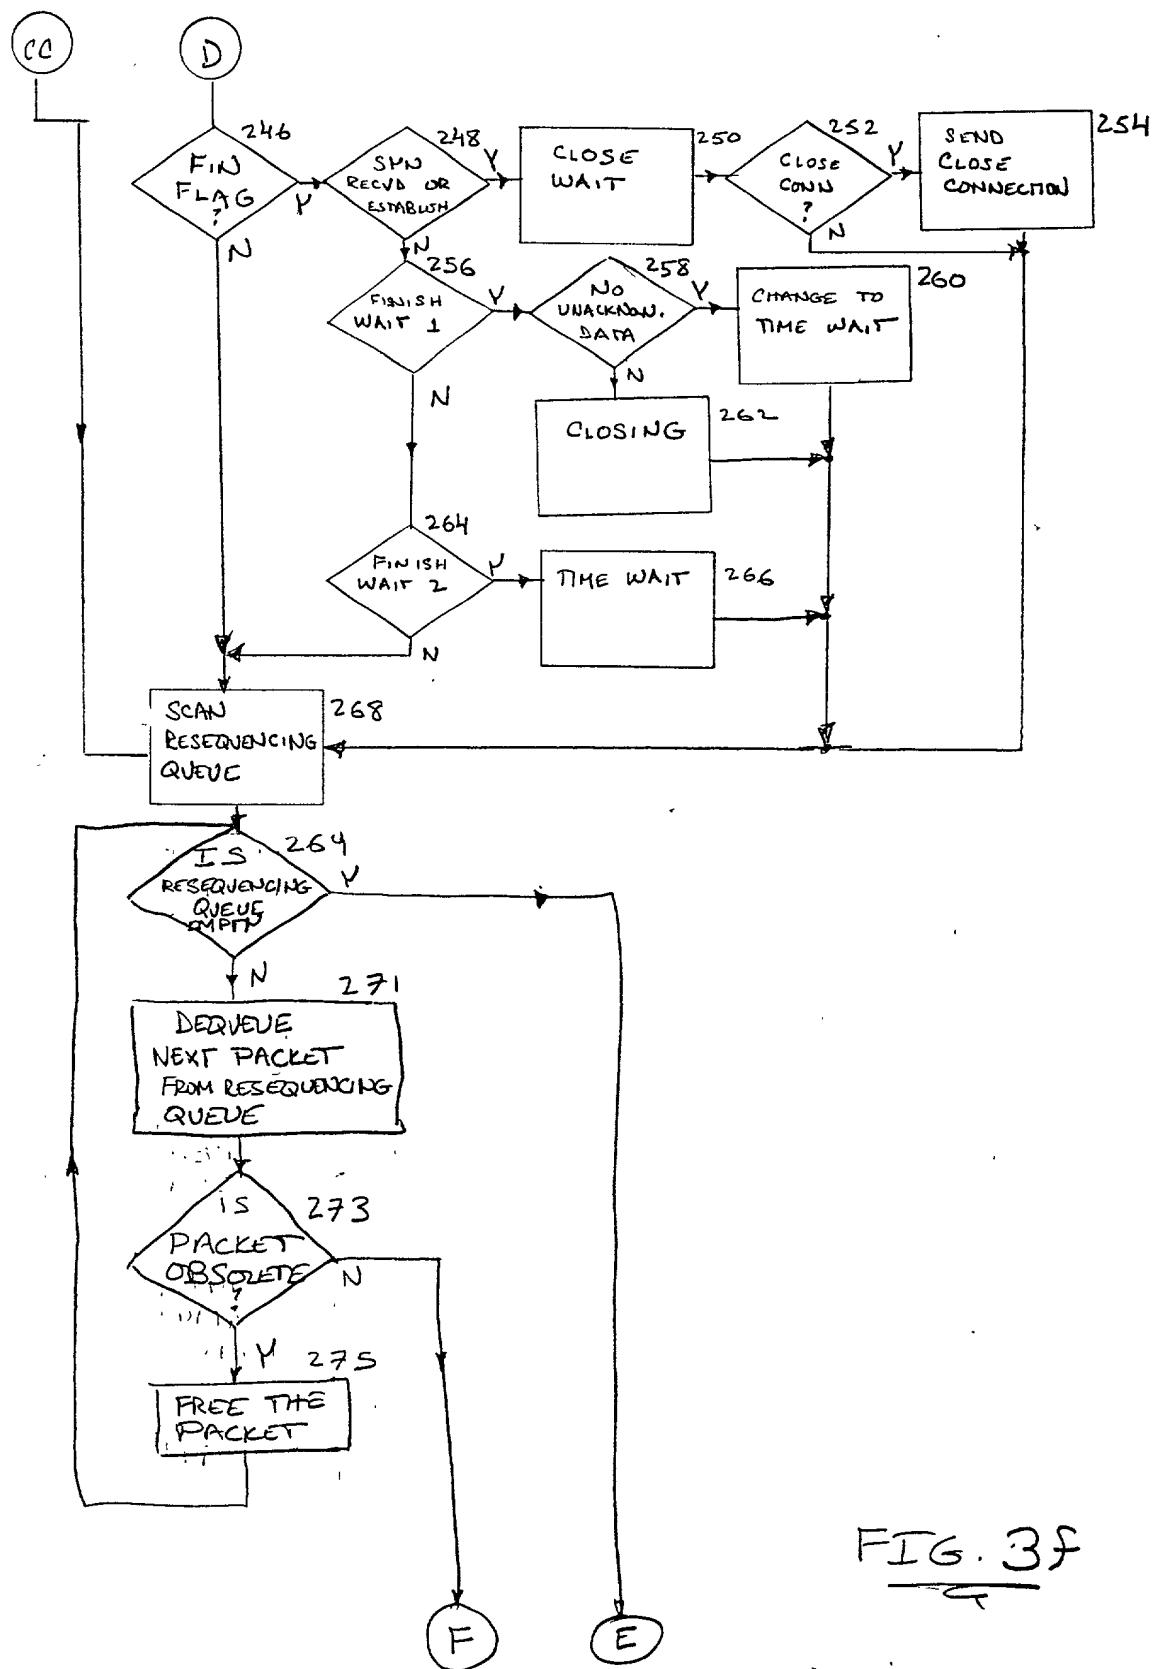 CC
D
246
FIN
FLAG
?
Y
N
248
SYN
RECVD OR
ESTABLISH
Y
N
CLOSE
WAIT
250
252
CLOSE
CONN
?
Y
N
SEND
CLOSE
CONNECTION
254
256
FINISH
WAIT 1
Y
N
258
NO
UNACKNOW.
DATA
Y
N
CHANGE TO
TIME WAIT
260
CLOSING
262
264
FINISH
WAIT 2
Y
N
TIME WAIT
266
SCAN
RESEQUENCING
QUEUE
268
269
IS
RESEQUENCING
QUEUE
EMPTY
Y
N
271
DEQUEUE
NEXT PACKET
FROM RESEQUENCING
QUEUE
IS
273
PACKET
OBSOLETE
?
N
Y
275
FREE THE
PACKET
F
E
FIG. 3f